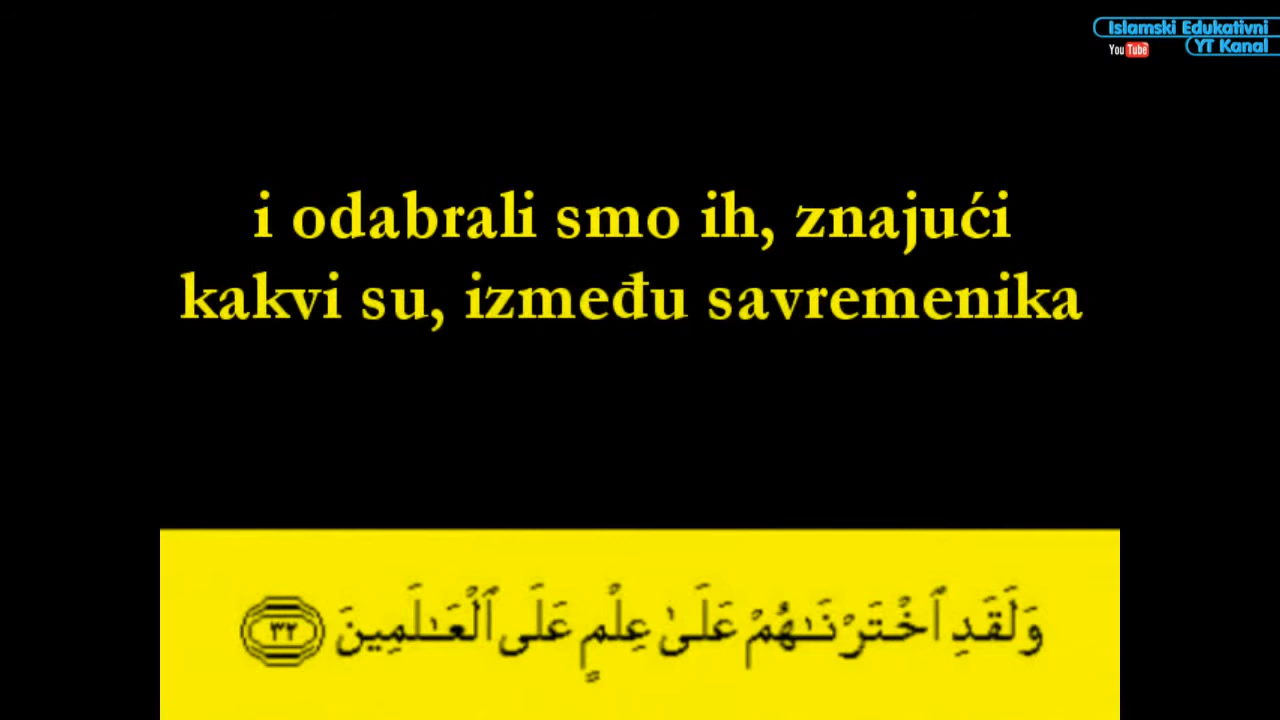 Islamski Edukativni
YouTube YT Kanal
i odabrali smo ih, znajući
kakvi su, između savremenika
وَلَقَدِ ٱخْتَرْنَـٰهُمْ عَلَىٰ عِلْمٍ عَلَى ٱلْعَـٰلَمِينَ ٣٢